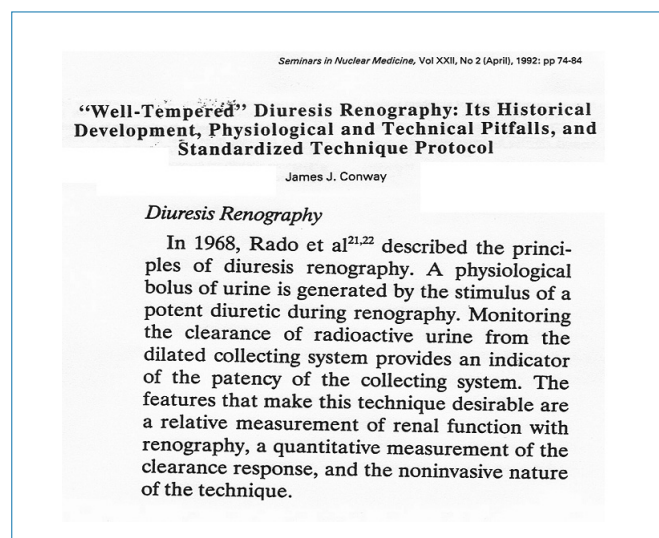 Seminars in Nuclear Medicine, Vol XXII, No 2 (April), 1992: pp 74-84
“Well-Tempered” Diuresis Renography: Its Historical
Development, Physiological and Technical Pitfalls, and
Standardized Technique Protocol
James J. Conway
Diuresis Renography
In 1968, Rado et al21,22 described the princi-
ples of diuresis renography. A physiological
bolus of urine is generated by the stimulus of a
potent diuretic during renography. Monitoring
the clearance of radioactive urine from the
dilated collecting system provides an indicator
of the patency of the collecting system. The
features that make this technique desirable are
a relative measurement of renal function with
renography, a quantitative measurement of the
clearance response, and the noninvasive nature
of the technique.